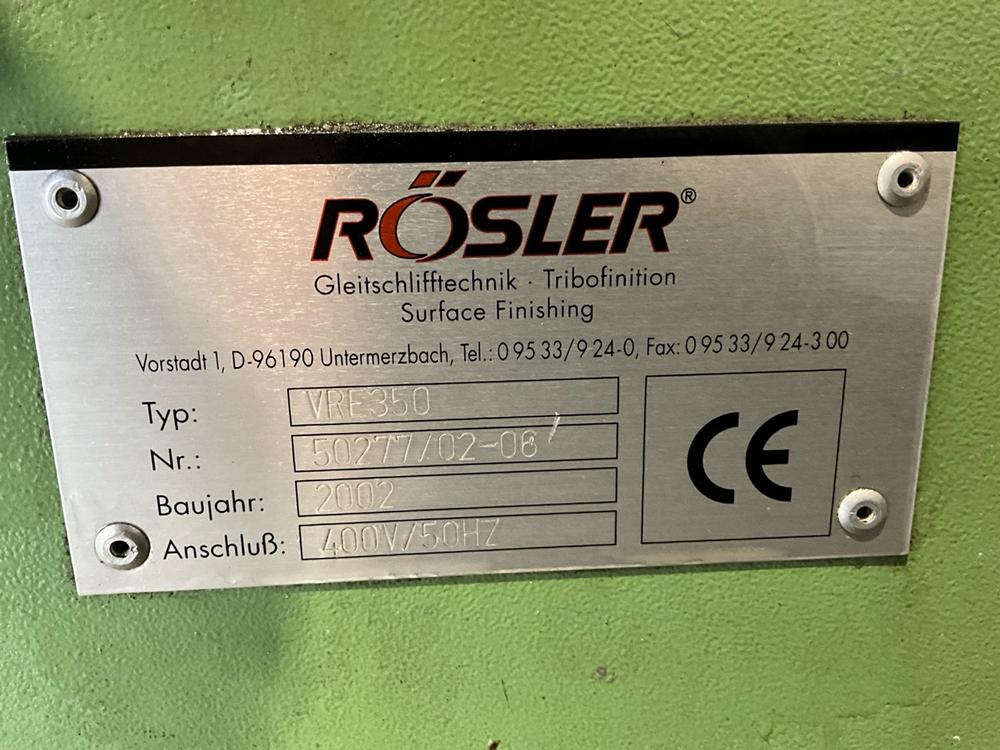 RÖSLER®
Gleitschlifftechnik · Tribofinition
Surface Finishing
Vorstadt 1, D-96190 Untermerzbach, Tel.: 0 95 33/9 24-0, Fax: 0 95 33/9 24-3 00
Typ: VRE350
Nr.: 50277/02-08
Baujahr: 2002
Anschluß: 400V/50HZ
CE